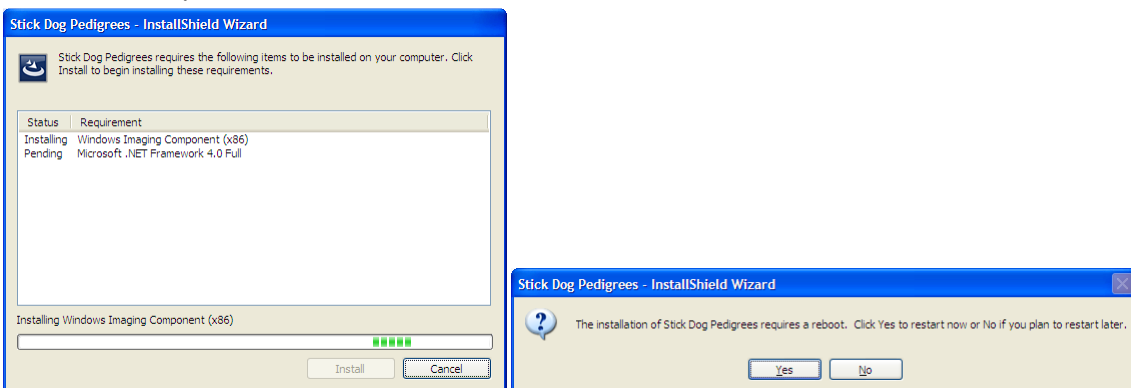 Stick Dog Pedigrees - InstallShield Wizard
Stick Dog Pedigrees requires the following items to be installed on your computer. Click
Install to begin installing these requirements.
Status Requirement
Installing Windows Imaging Component (x86)
Pending Microsoft .NET Framework 4.0 Full
Installing Windows Imaging Component (x86)
Install Cancel
Stick Dog Pedigrees - InstallShield Wizard
The installation of Stick Dog Pedigrees requires a reboot. Click Yes to restart now or No if you plan to restart later.
Yes No